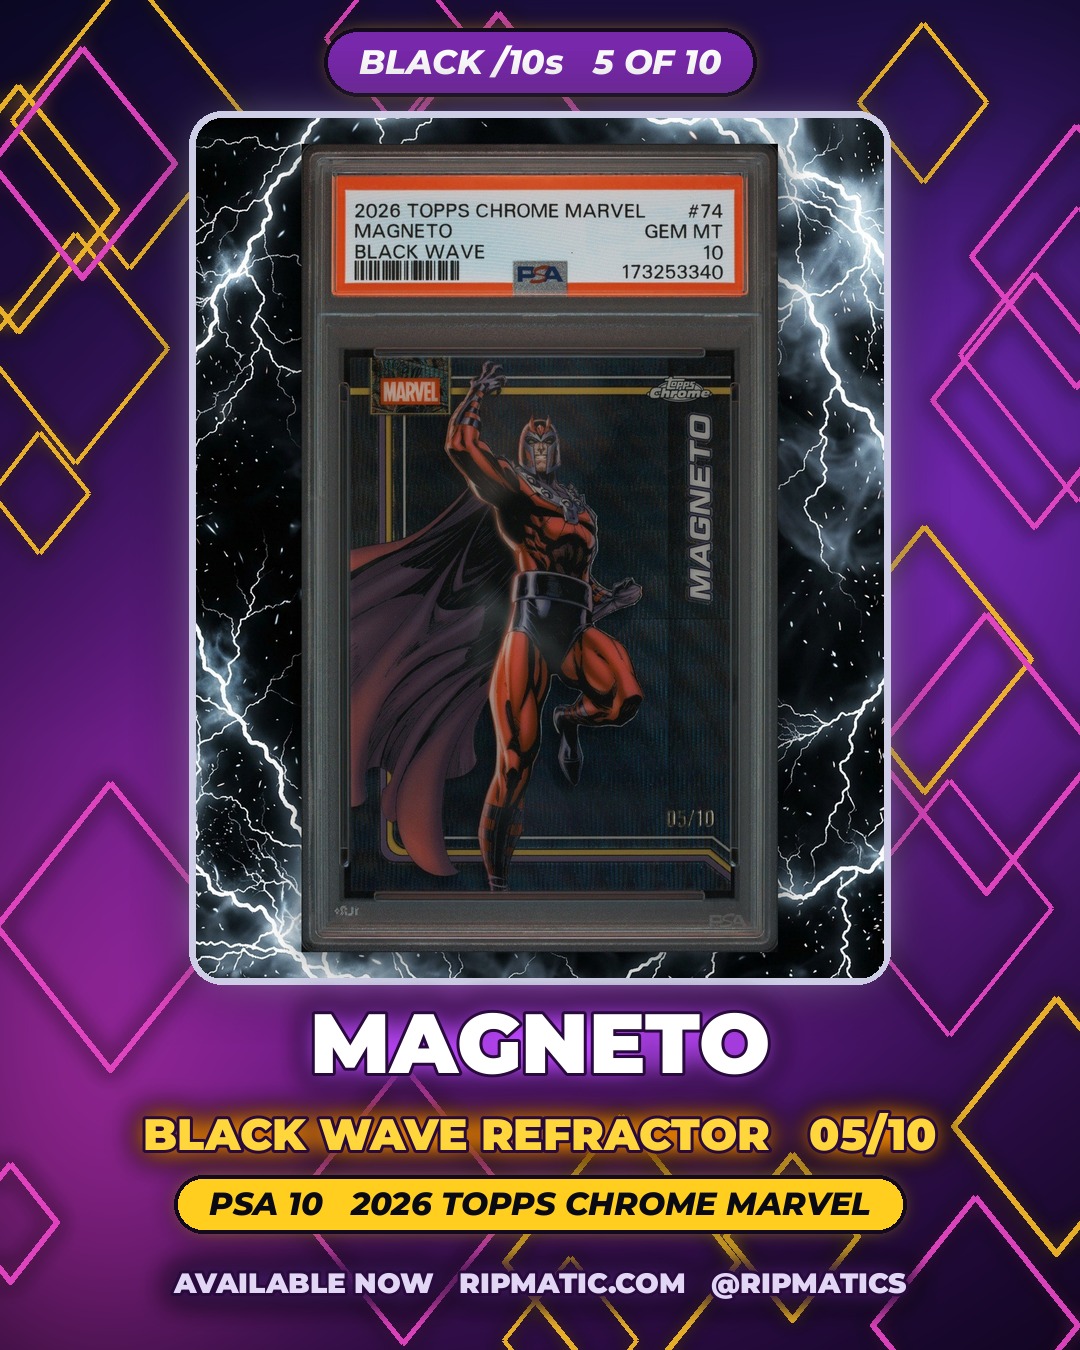 BLACK /10s 5 OF 10
2026 TOPPS CHROME MARVEL #74
MAGNETO GEM MT
BLACK WAVE 10
PSA 173253340
MARVEL
Topps Chrome
MAGNETO
05/10
PSA
MAGNETO
BLACK WAVE REFRACTOR 05/10
PSA 10 2026 TOPPS CHROME MARVEL
AVAILABLE NOW RIPMATIC.COM @RIPMATICS